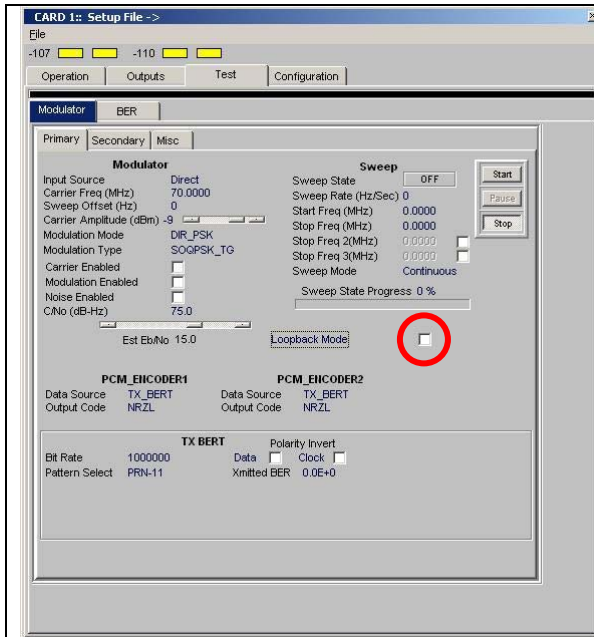 CARD 1:: Setup File ->
File
-107 -110
Operation Outputs Test Configuration
Modulator BER
Primary Secondary Misc
Modulator
Input Source Direct
Carrier Freq (MHz) 70.0000
Sweep Offset (Hz) 0
Carrier Amplitude (dBm) -9
Modulation Mode DIR_PSK
Modulation Type SOQPSK_TG
Carrier Enabled
Modulation Enabled
Noise Enabled
C/No (dB-Hz) 75.0
Est Eb/No 15.0
Sweep
Sweep State OFF
Sweep Rate (Hz/Sec) 0
Start Freq (MHz) 0.0000
Stop Freq (MHz) 0.0000
Stop Freq 2(MHz) 0.0000
Stop Freq 3(MHz) 0.0000
Sweep Mode Continuous
Sweep State Progress 0 %
Start
Pause
Stop
Loopback Mode
PCM_ENCODER1
Data Source TX_BERT
Output Code NRZL
PCM_ENCODER2
Data Source TX_BERT
Output Code NRZL
TX BERT
Polarity Invert
Bit Rate 1000000 Data Clock
Pattern Select PRN-11 Xmitted BER 0.0E+0